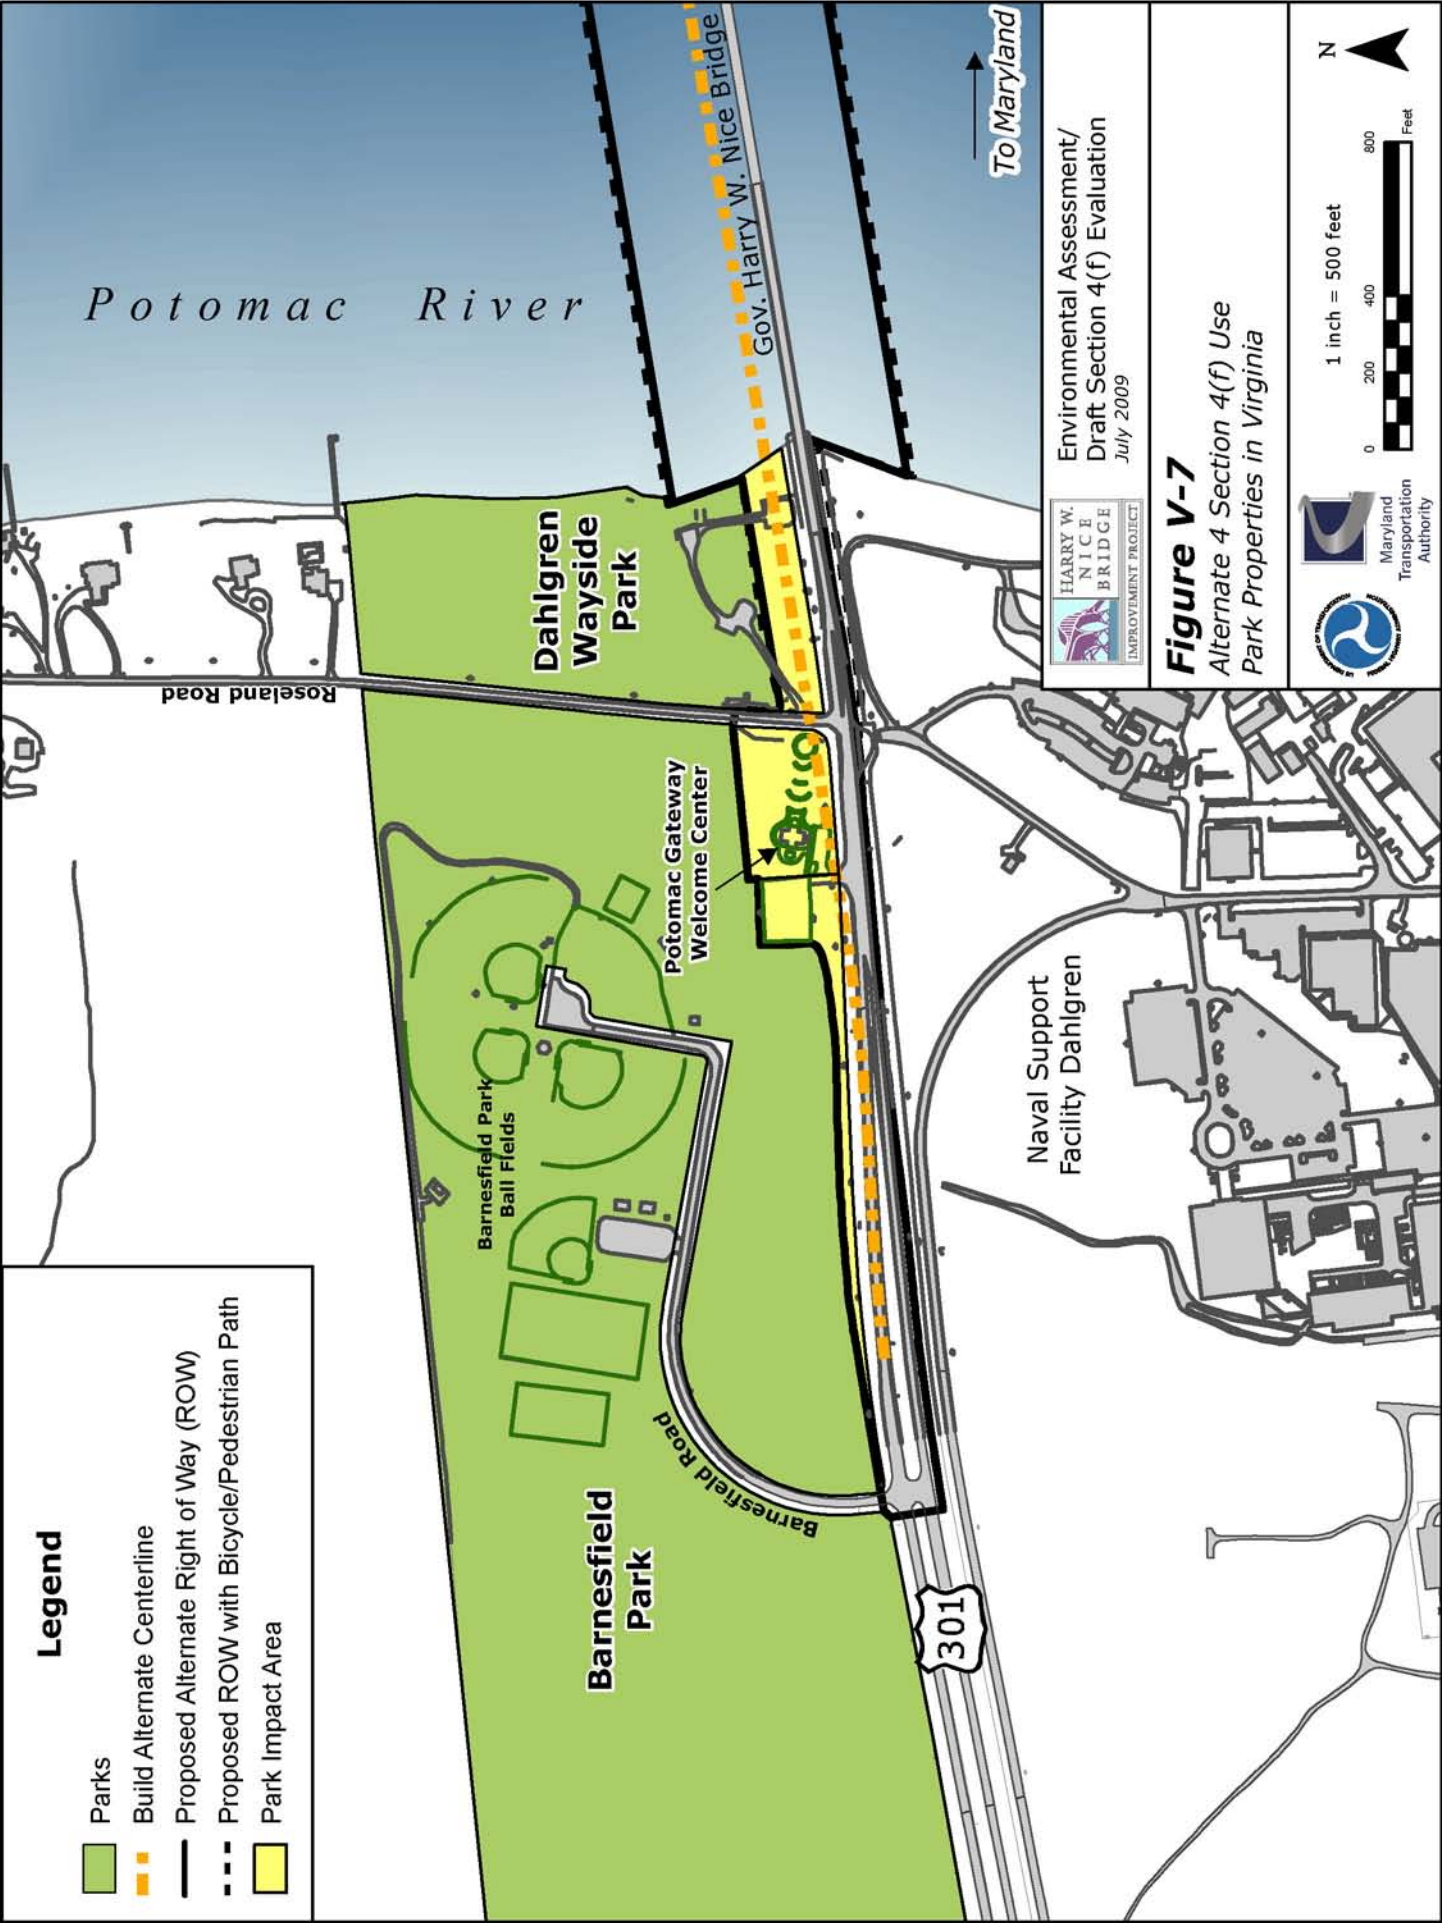 Legend
Parks
Build Alternate Centerline
Proposed Alternate Right of Way (ROW)
Proposed ROW with Bicycle/Pedestrian Path
Park Impact Area
Potomac River
Roseland Road
Dahlgren
Wayside
Park
Gov. Harry W. Nice Bridge
To Maryland
Potomac Gateway
Welcome Center
Barnesfield Park
Ball Fields
Barnesfield Road
Barnesfield
Park
301
Naval Support
Facility Dahlgren
HARRY W.
NICE
BRIDGE
IMPROVEMENT PROJECT
Environmental Assessment/
Draft Section 4(f) Evaluation
July 2009
Figure V-7
Alternate 4 Section 4(f) Use
Park Properties in Virginia
Maryland
Transportation
Authority
1 inch = 500 feet
0 200 400 800
Feet
N